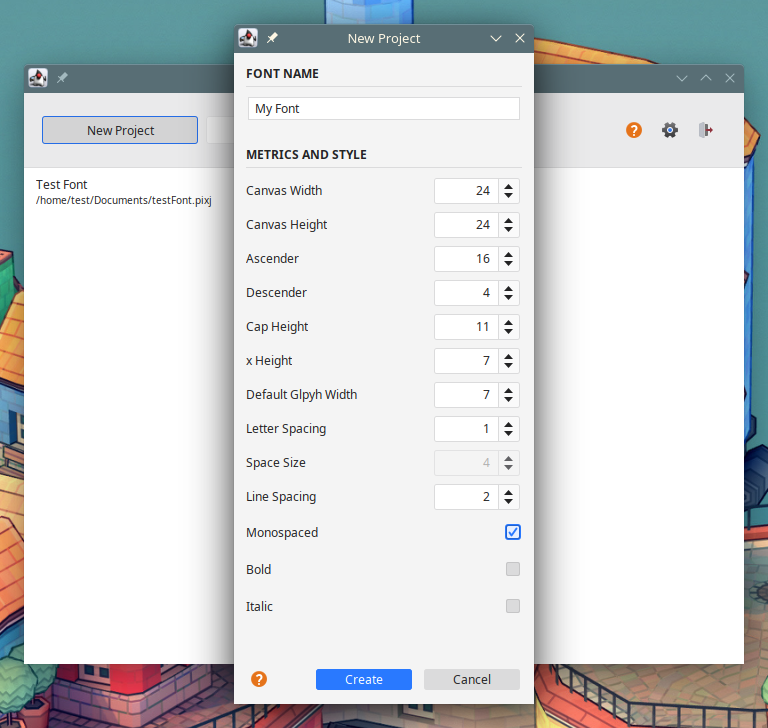 New Project
FONT NAME
My Font
New Project
METRICS AND STYLE
Test Font
/home/test/Documents/testFont.pixj
Canvas Width 24
Canvas Height 24
Ascender 16
Descender 4
Cap Height 11
x Height 7
Default Glpyh Width 7
Letter Spacing 1
Space Size 4
Line Spacing 2
Monospaced
Bold
Italic
? Create Cancel